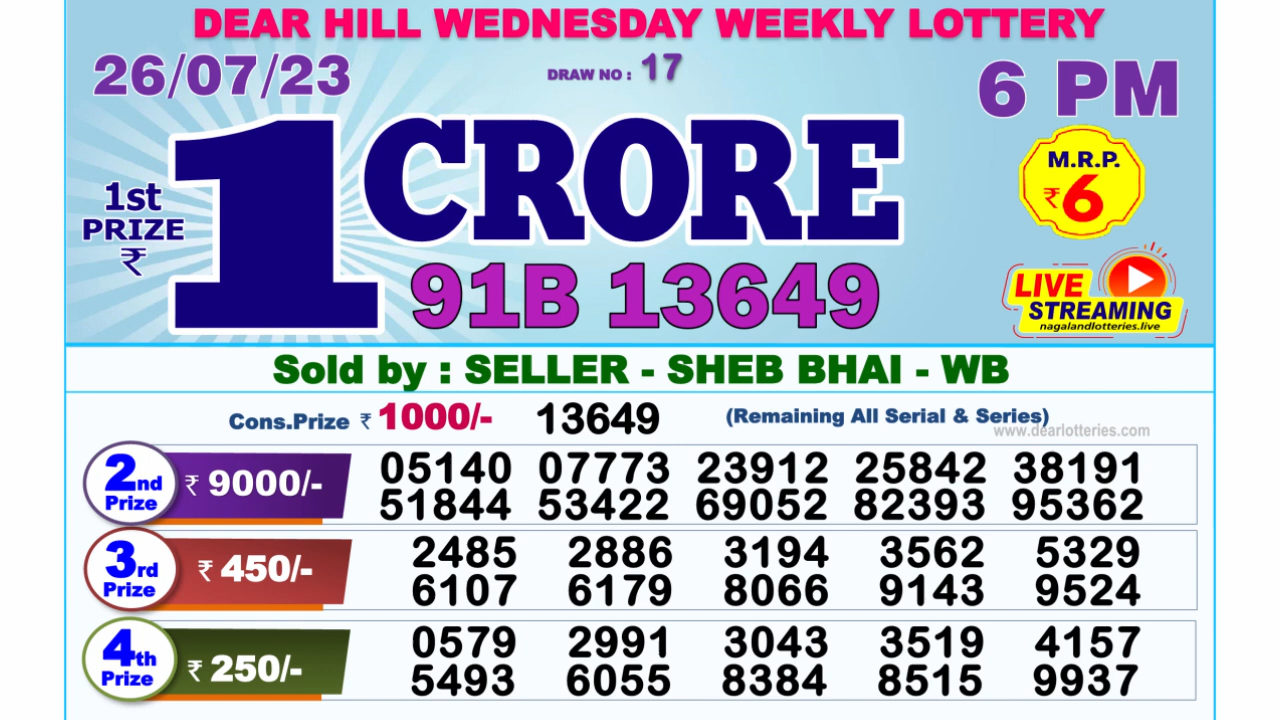 DEAR HILL WEDNESDAY WEEKLY LOTTERY
26/07/23
DRAW NO : 17
6 PM
1st
PRIZE
₹
1 CRORE
M.R.P.
₹6
91B 13649
LIVE
STREAMING
nagalandlotteries.live
Sold by : SELLER - SHEB BHAI - WB
Cons.Prize ₹ 1000/- 13649 (Remaining All Serial & Series)
www.dearlotteries.com
2nd Prize ₹ 9000/-
05140 07773 23912 25842 38191
51844 53422 69052 82393 95362
3rd Prize ₹ 450/-
2485 2886 3194 3562 5329
6107 6179 8066 9143 9524
4th Prize ₹ 250/-
0579 2991 3043 3519 4157
5493 6055 8384 8515 9937